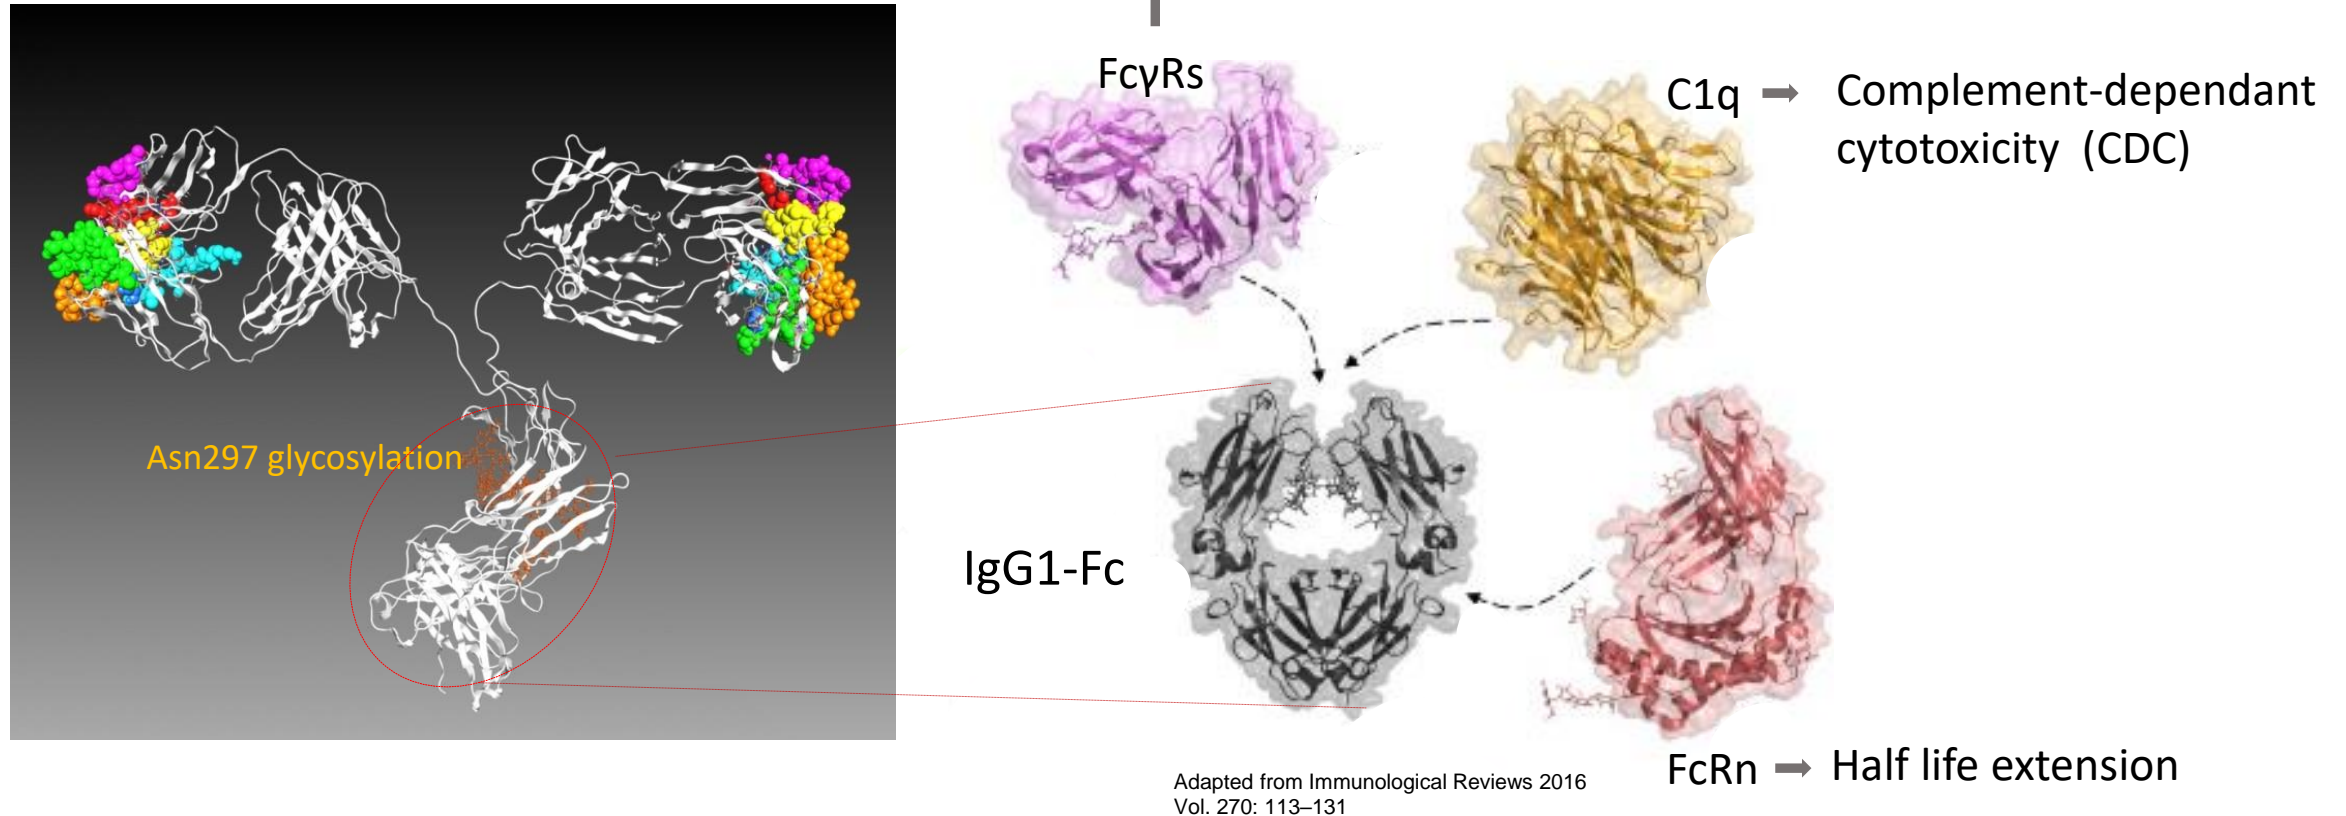 FcγRs
C1q
Complement-dependant
cytotoxicity (CDC)
Asn297 glycosylation
IgG1-Fc
FcRn
Half life extension
Adapted from Immunological Reviews 2016
Vol. 270: 113–131